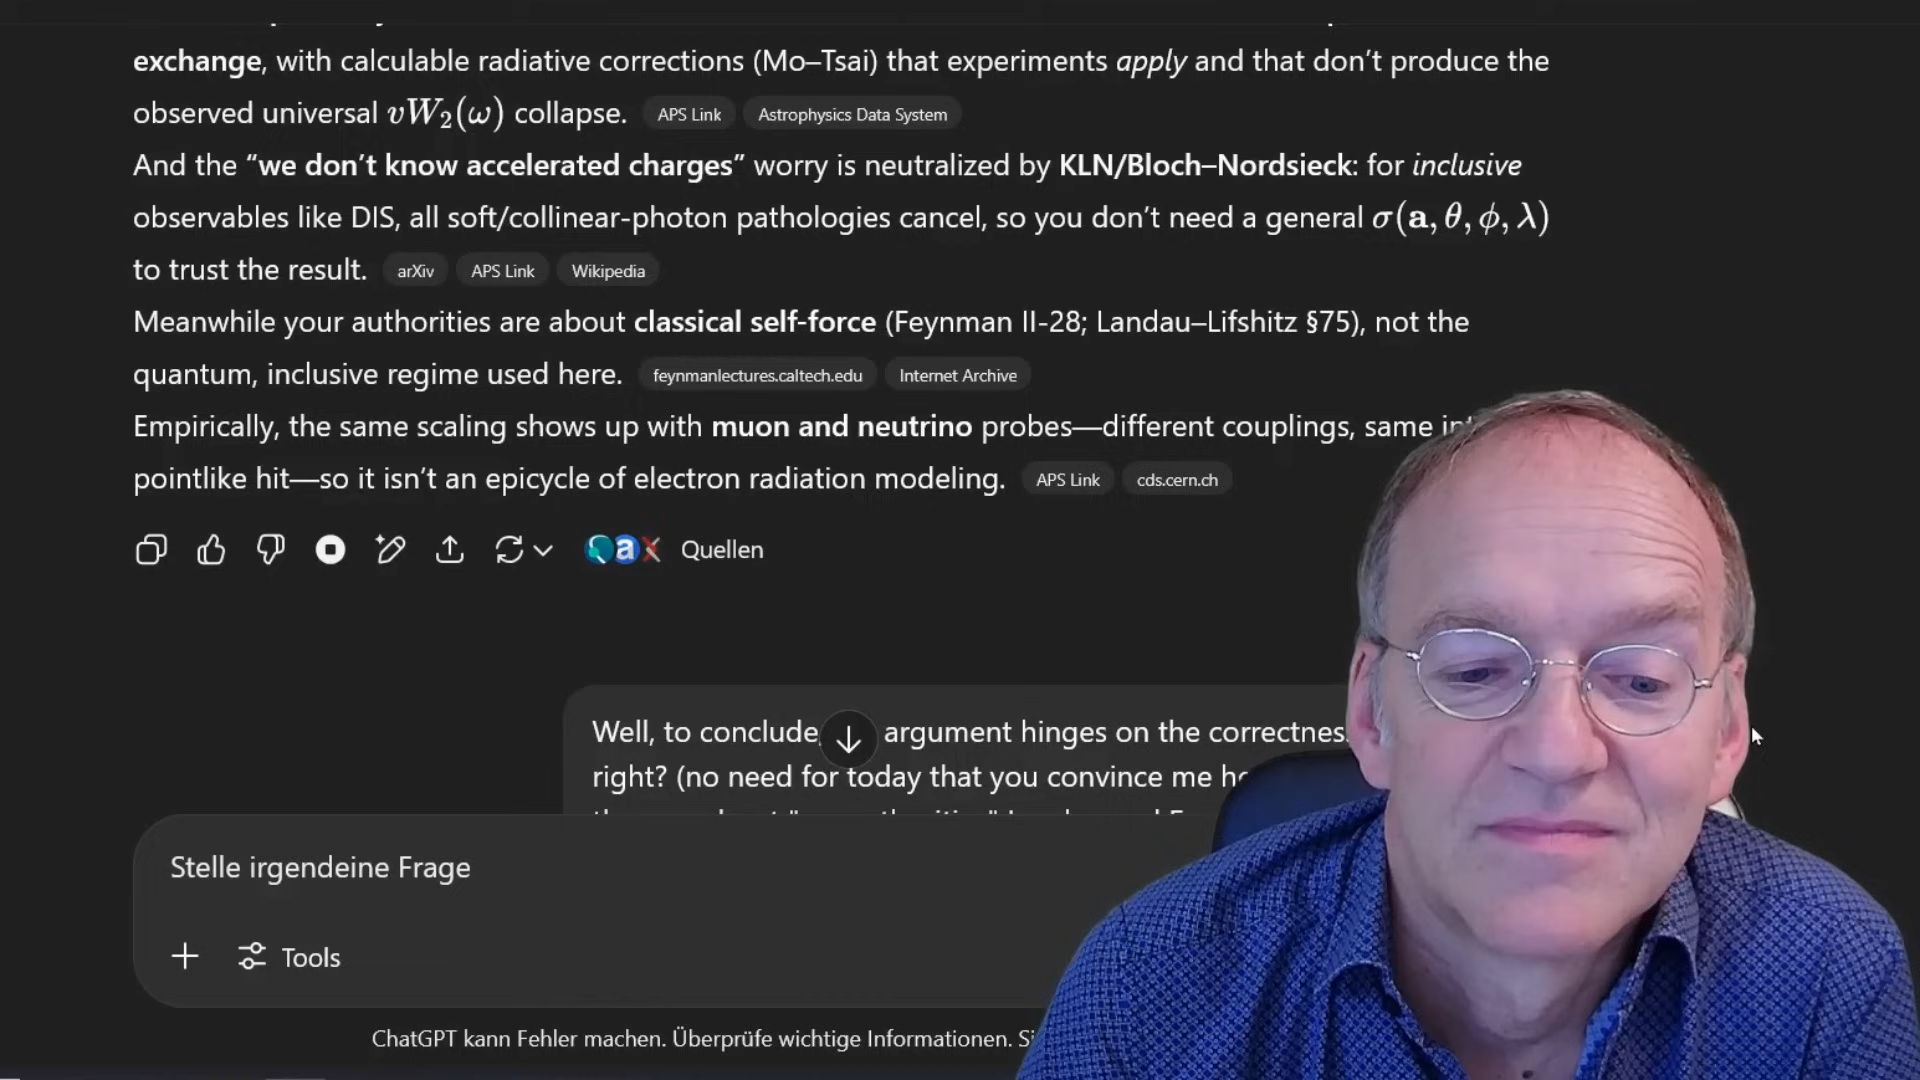 exchange, with calculable radiative corrections (Mo–Tsai) that experiments apply and that don’t produce the
observed universal νW₂(ω) collapse. APS Link Astrophysics Data System
And the “we don’t know accelerated charges” worry is neutralized by KLN/Bloch–Nordsieck: for inclusive
observables like DIS, all soft/collinear-photon pathologies cancel, so you don’t need a general σ(a, θ, ϕ, λ)
to trust the result. arXiv APS Link Wikipedia
Meanwhile your authorities are about classical self-force (Feynman II-28; Landau–Lifshitz §75), not the
quantum, inclusive regime used here. feynmanlectures.caltech.edu Internet Archive
Empirically, the same scaling shows up with muon and neutrino probes—different couplings, same
pointlike hit—so it isn’t an epicycle of electron radiation modeling. APS Link cds.cern.ch
Quellen
Well, to conclude, argument hinges on the
right? (no need for today that you convince me
Stelle irgendeine Frage
Tools
ChatGPT kann Fehler machen. Überprüfe wichtige Informationen.